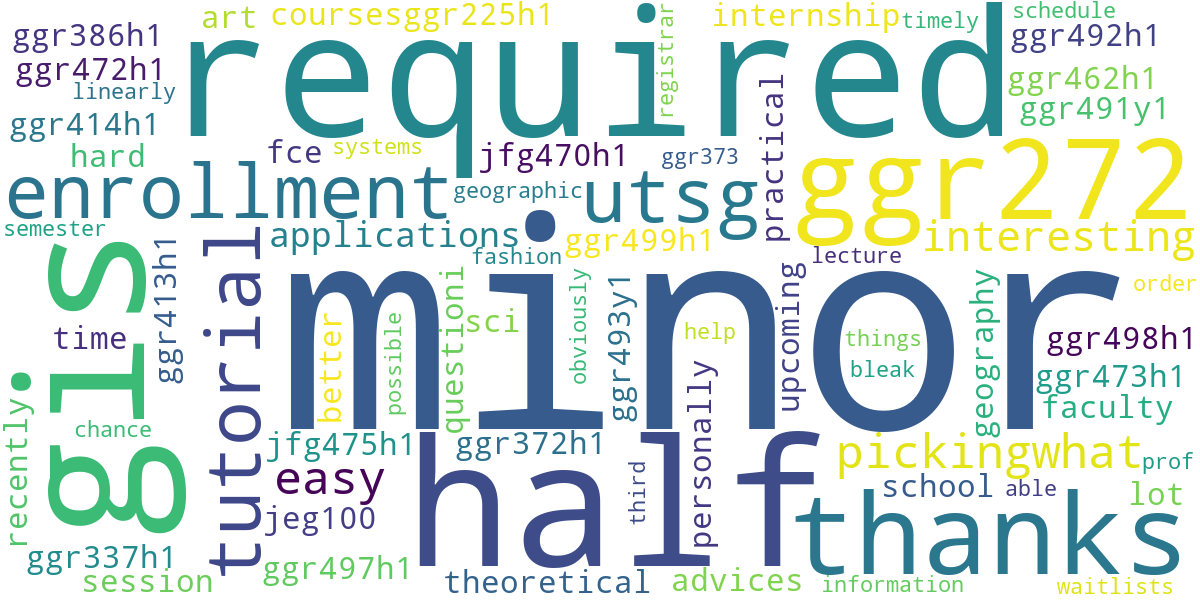 ggr386h1
art
coursesggr225h1
internship
timely
schedule
ggr492h1
required
registrar
ggr472h1
linearly
ggr462h1
ggr491y1
ggr414h1
hard
fce
systems
jfg470h1
ggr373
practical
ggr272
enrollment
geographic
utsg
semester
applications
fashion
ggr499h1
interesting
lecture
gis
ggr413h1
tutorial
minor
time
better
possible
questioni
sci
obviously
ggr493y1
help
personally
upcoming
things
bleak
geography
order
ggr498h1
ggr473h1
faculty
recently.
chance
jfg475h1
ggr372h1
half
third
pickingwhat
prof
easy
school
able
lot
jeg100
thanks
ggr337h1
session
ggr497h1
theoretical
advices
information
waitlists